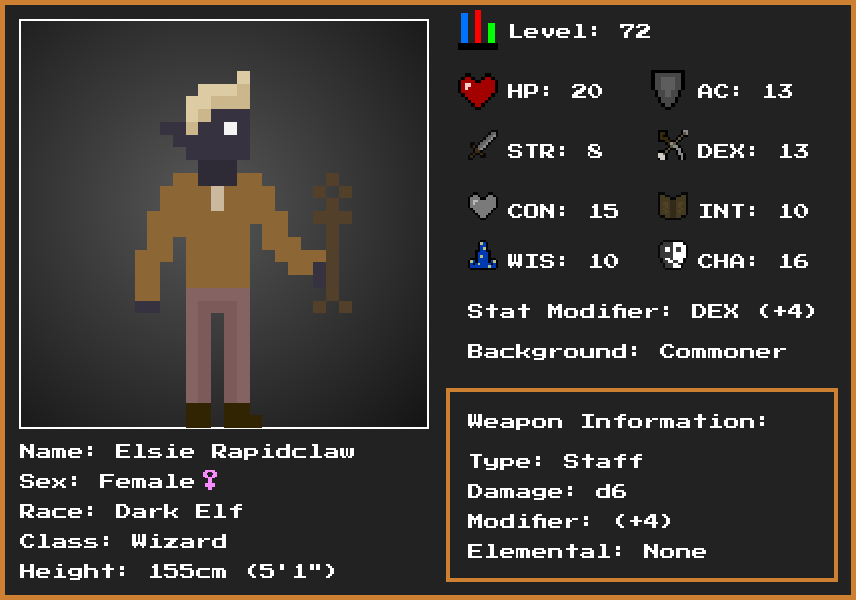 Level: 72
HP: 20
AC: 13
STR: 8
DEX: 13
CON: 15
INT: 10
WIS: 10
CHA: 16
Stat Modifier: DEX (+4)
Background: Commoner
Weapon Information:
Type: Staff
Damage: d6
Modifier: (+4)
Elemental: None
Name: Elsie Rapidclaw
Sex: Female♀
Race: Dark Elf
Class: Wizard
Height: 155cm (5'1")